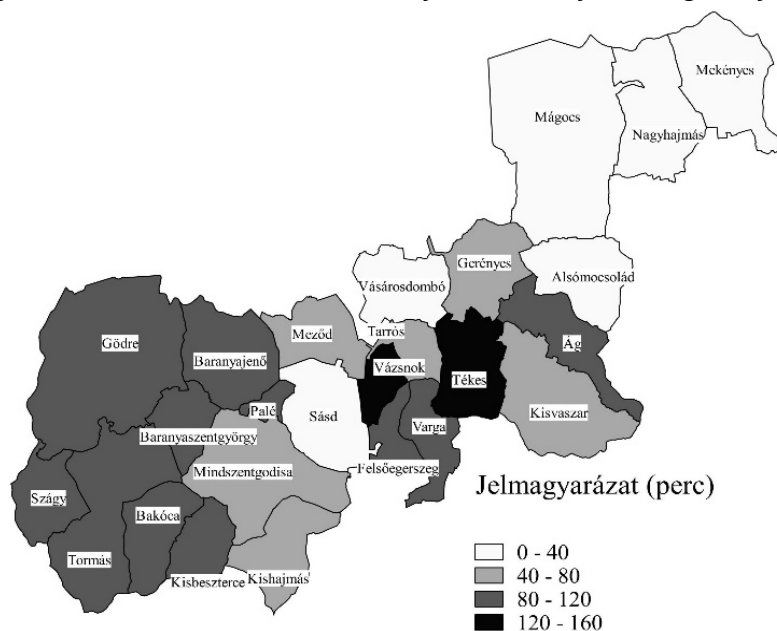 Mekényes
Mágocs
Nagyhajmás
Gerényes
Alsómocsolád
Vásárosdombó
Meződ
Tarrós
Gödre
Ág
Baranyajenő
Vázsnok
Tékes
Palé
Sásd
Kisvaszar
Varga
Baranyaszentgyörgy
Felsőegerszeg
Mindszentgodisa
Szágy
Bakóca
Tormás
Kisbeszterce
Kishajmás
Jelmagyarázat (perc)
0 - 40
40 - 80
80 - 120
120 - 160